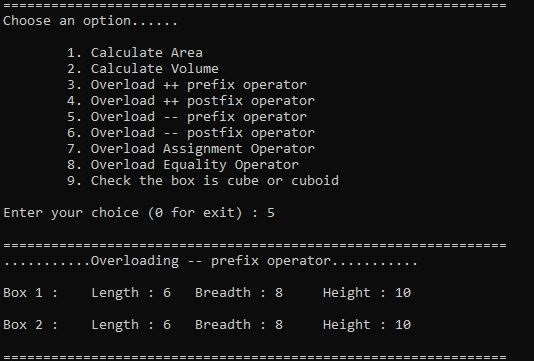 ===============================================================
Choose an option......
1. Calculate Area
2. Calculate Volume
3. Overload ++ prefix operator
4. Overload ++ postfix operator
5. Overload -- prefix operator
6. Overload -- postfix operator
7. Overload Assignment Operator
8. Overload Equality Operator
9. Check the box is cube or cuboid
Enter your choice (0 for exit) : 5
===============================================================
...........Overloading -- prefix operator...........
Box 1 :    Length : 6   Breadth : 8     Height : 10
Box 2 :    Length : 6   Breadth : 8     Height : 10
===============================================================